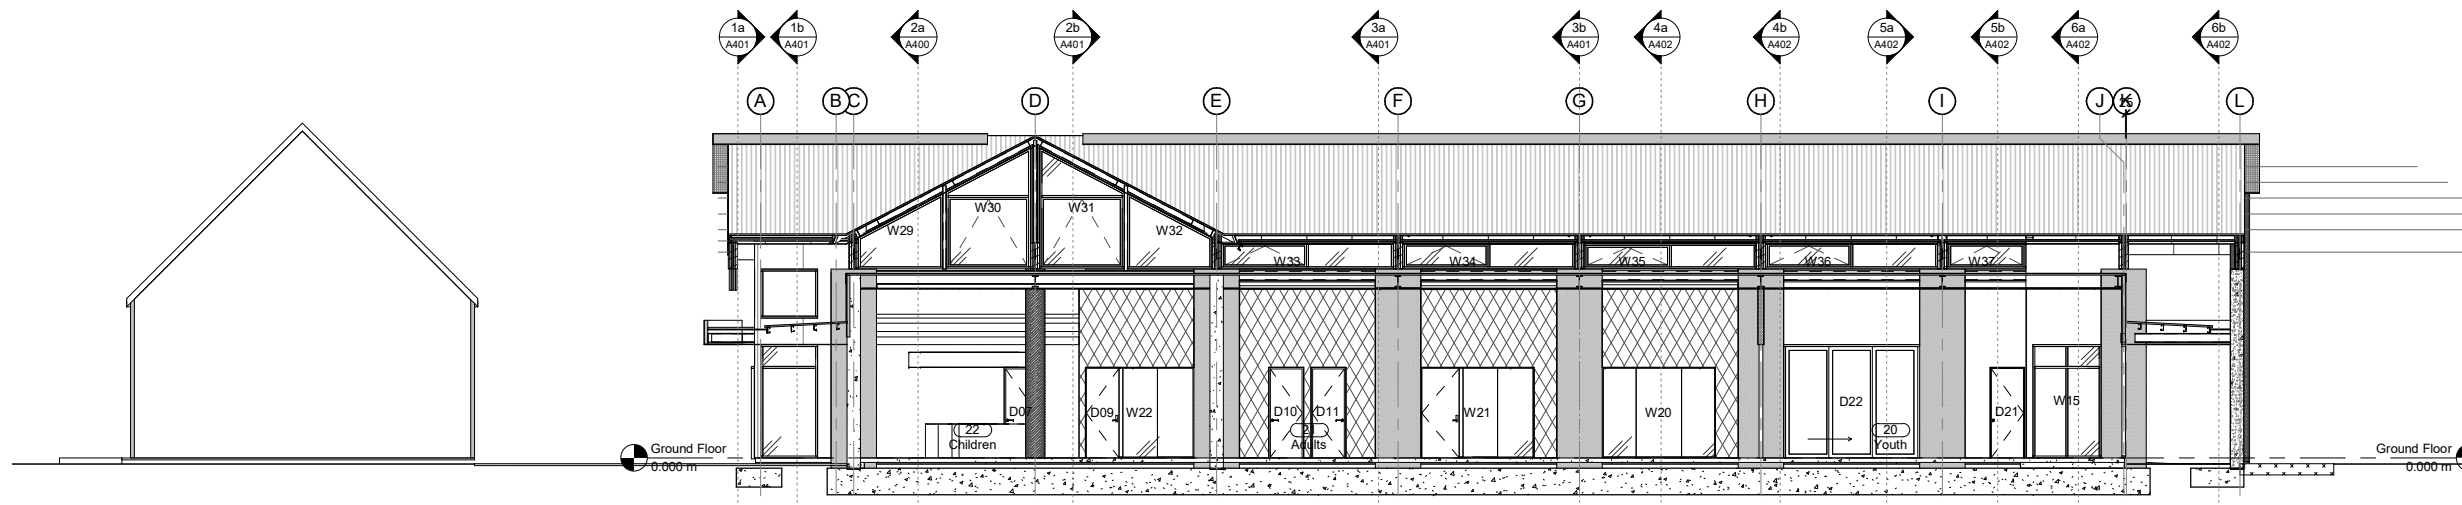 1a 1b 2a 2b 3a 3b 4a 4b 5a 5b 6a 6b
A401 A401 A400 A401 A401 A401 A402 A402 A402 A402 A402 A402
A B C D E F G H I J K L
W30 W31
W29 W32
W33 W34 W35 W36 W37
D07 D09 W22 D10 D11 W21 W20 D22 D21 W15
22 20
Children Adults Youth
Ground Floor Ground Floor
0.000 m 0.000 m